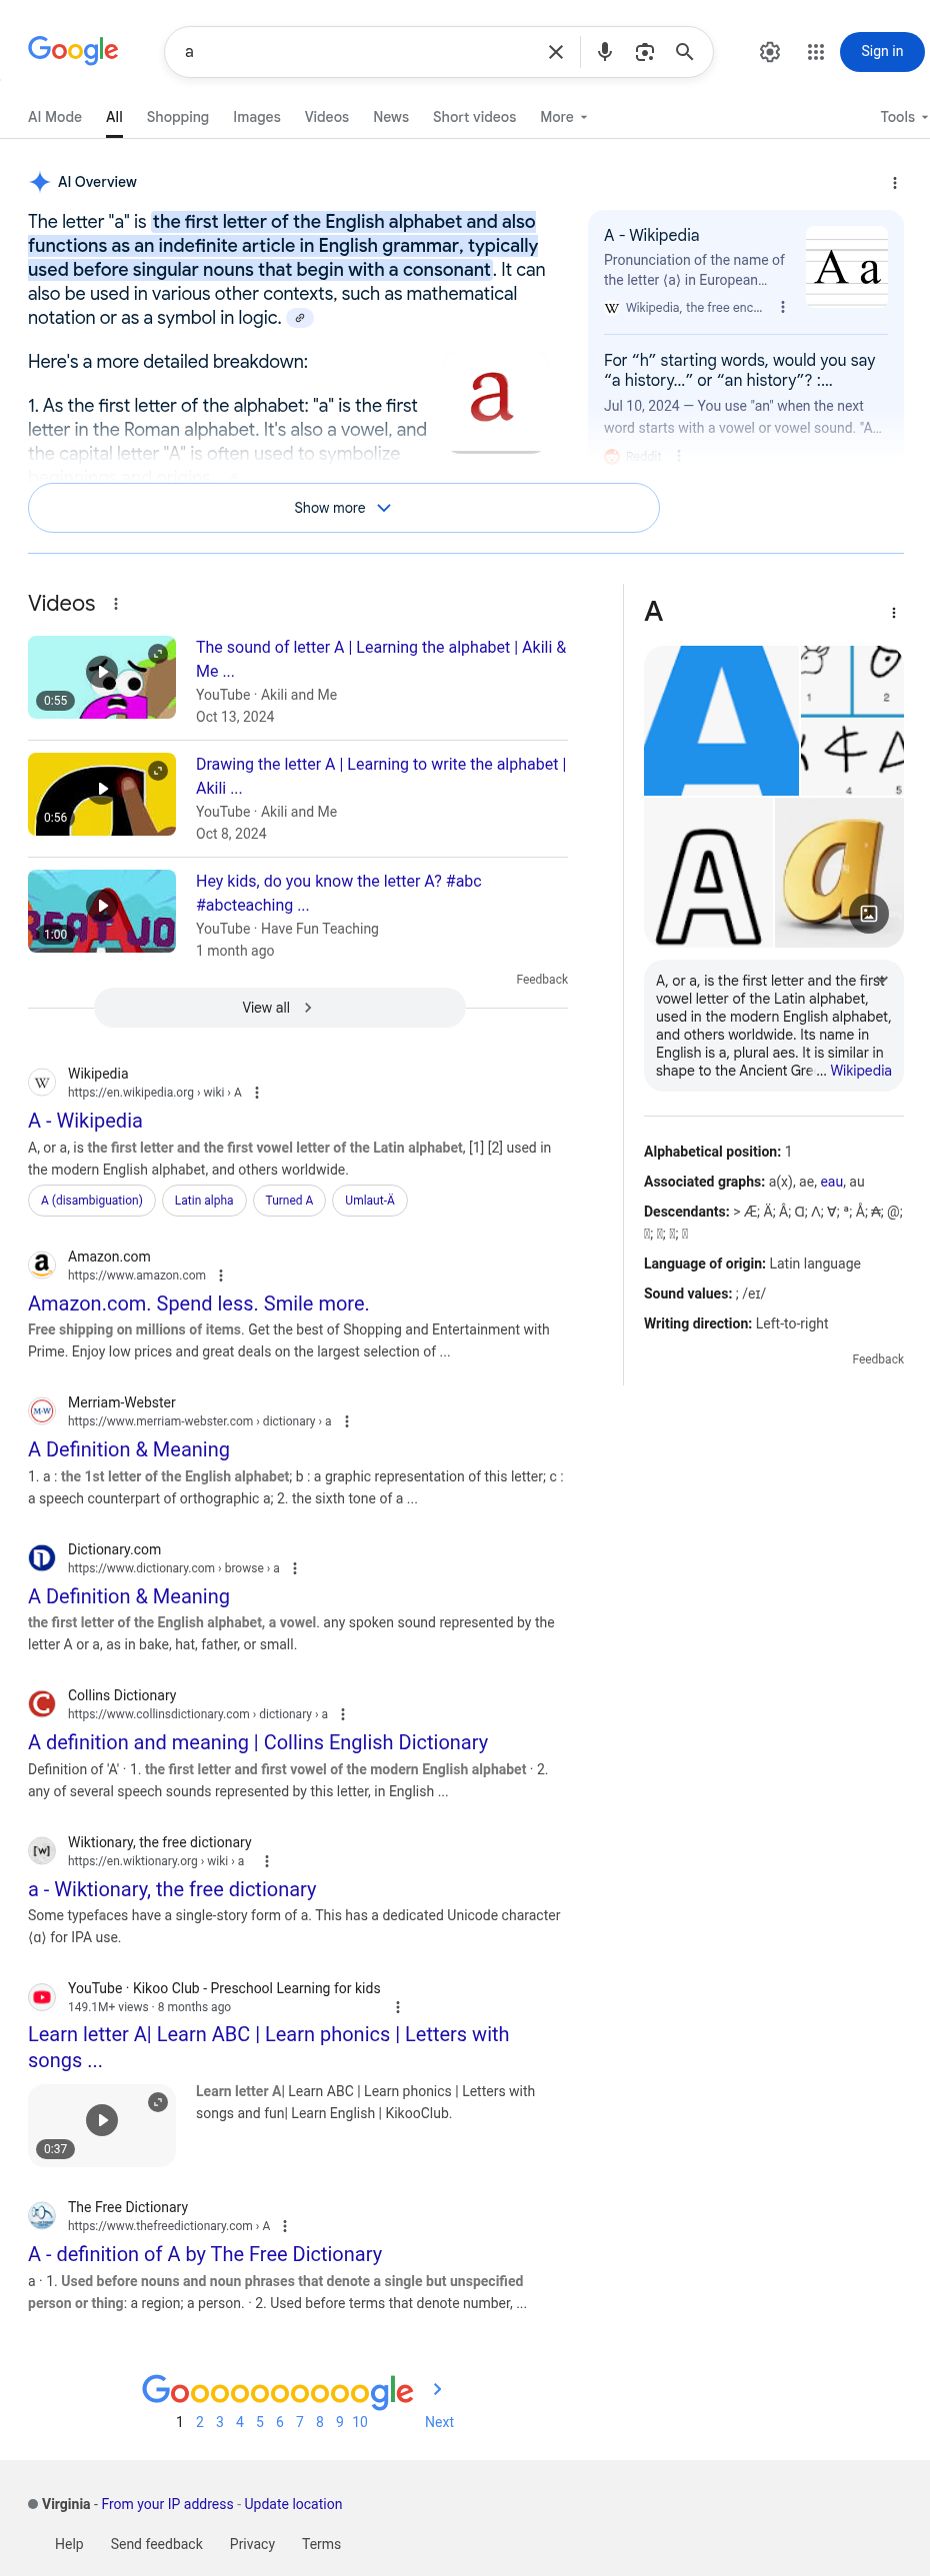 Google
a
Sign in
AI Mode
All
Shopping
Images
Videos
News
Short videos
More
Tools
AI Overview
The letter "a" is the first letter of the English alphabet and also
functions as an indefinite article in English grammar, typically
used before singular nouns that begin with a consonant. It can
also be used in various other contexts, such as mathematical
notation or as a symbol in logic.
Here's a more detailed breakdown:
1. As the first letter of the alphabet: "a" is the first
letter in the Roman alphabet. It's also a vowel, and
the capital letter "A" is often used to symbolize
beginnings and origins.
a
A - Wikipedia
Pronunciation of the name of
the letter ⟨a⟩ in European...
Wikipedia, the free enc...
A a
For “h” starting words, would you say
“a history...” or “an history”? :...
Jul 10, 2024 — You use "an" when the next
word starts with a vowel or vowel sound. "A...
Reddit
Show more
Videos
0:55
The sound of letter A | Learning the alphabet | Akili &
Me ...
YouTube · Akili and Me
Oct 13, 2024
0:56
Drawing the letter A | Learning to write the alphabet |
Akili ...
YouTube · Akili and Me
Oct 8, 2024
1:00
Hey kids, do you know the letter A? #abc
#abcteaching ...
YouTube · Have Fun Teaching
1 month ago
Feedback
View all
Wikipedia
https://en.wikipedia.org › wiki › A
A - Wikipedia
A, or a, is the first letter and the first vowel letter of the Latin alphabet, [1] [2] used in
the modern English alphabet, and others worldwide.
A (disambiguation)
Latin alpha
Turned A
Umlaut-Ä
Amazon.com
https://www.amazon.com
Amazon.com. Spend less. Smile more.
Free shipping on millions of items. Get the best of Shopping and Entertainment with
Prime. Enjoy low prices and great deals on the largest selection of ...
Merriam-Webster
https://www.merriam-webster.com › dictionary › a
A Definition & Meaning
1. a : the 1st letter of the English alphabet; b : a graphic representation of this letter; c :
a speech counterpart of orthographic a; 2. the sixth tone of a ...
Dictionary.com
https://www.dictionary.com › browse › a
A Definition & Meaning
the first letter of the English alphabet, a vowel. any spoken sound represented by the
letter A or a, as in bake, hat, father, or small.
Collins Dictionary
https://www.collinsdictionary.com › dictionary › a
A definition and meaning | Collins English Dictionary
Definition of 'A' · 1. the first letter and first vowel of the modern English alphabet · 2.
any of several speech sounds represented by this letter, in English ...
Wiktionary, the free dictionary
https://en.wiktionary.org › wiki › a
a - Wiktionary, the free dictionary
Some typefaces have a single-story form of a. This has a dedicated Unicode character
⟨ɑ⟩ for IPA use.
YouTube · Kikoo Club - Preschool Learning for kids
149.1M+ views · 8 months ago
Learn letter A| Learn ABC | Learn phonics | Letters with
songs ...
0:37
Learn letter A| Learn ABC | Learn phonics | Letters with
songs and fun| Learn English | KikooClub.
The Free Dictionary
https://www.thefreedictionary.com › A
A - definition of A by The Free Dictionary
a · 1. Used before nouns and noun phrases that denote a single but unspecified
person or thing: a region; a person. · 2. Used before terms that denote number, ...
A
A, or a, is the first letter and the first
vowel letter of the Latin alphabet,
used in the modern English alphabet,
and others worldwide. Its name in
English is a, plural aes. It is similar in
shape to the Ancient Gre... Wikipedia
Alphabetical position: 1
Associated graphs: a(x), ae, eau, au
Descendants: > Æ; Ä; Â; Ɑ; Λ; Ɐ; ª; Å; ₳; @;
Language of origin: Latin language
Sound values: ; /eɪ/
Writing direction: Left-to-right
Feedback
Goooooooooogle
1 2 3 4 5 6 7 8 9 10 Next
Virginia - From your IP address - Update location
Help
Send feedback
Privacy
Terms